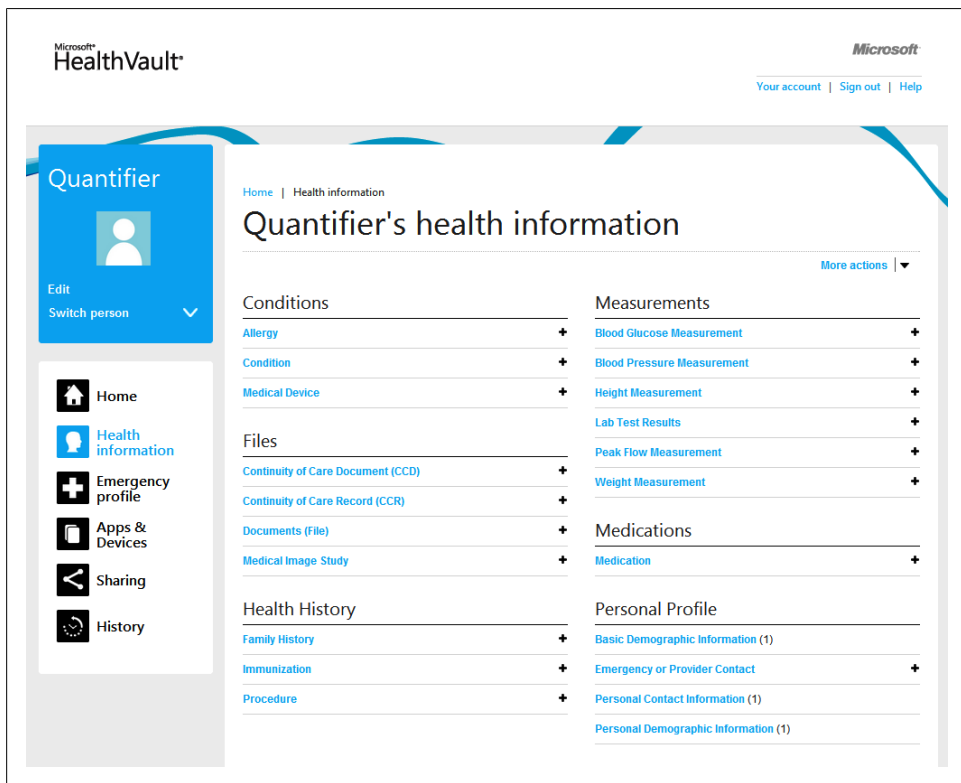 Microsoft®
HealthVault®
Microsoft
Your account | Sign out | Help
Quantifier
Edit
Switch person
Home
Health
information
Emergency
profile
Apps &
Devices
Sharing
History
Home | Health information
Quantifier's health information
More actions
Conditions
Allergy
Condition
Medical Device
Files
Continuity of Care Document (CCD)
Continuity of Care Record (CCR)
Documents (File)
Medical Image Study
Health History
Family History
Immunization
Procedure
Measurements
Blood Glucose Measurement
Blood Pressure Measurement
Height Measurement
Lab Test Results
Peak Flow Measurement
Weight Measurement
Medications
Medication
Personal Profile
Basic Demographic Information (1)
Emergency or Provider Contact
Personal Contact Information (1)
Personal Demographic Information (1)